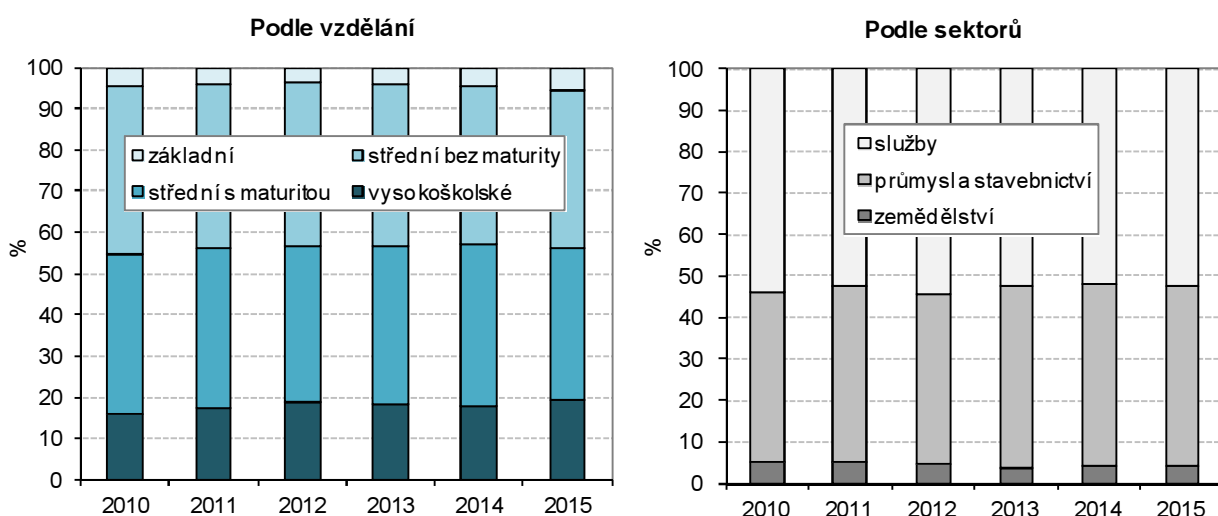 Podle vzdělání
100
90
80
70
60
50
40
30
20
10
0
%
základní
střední bez maturity
střední s maturitou
vysokoškolské
2010 2011 2012 2013 2014 2015
Podle sektorů
100
90
80
70
60
50
40
30
20
10
0
%
služby
průmysl a stavebnictví
zemědělství
2010 2011 2012 2013 2014 2015